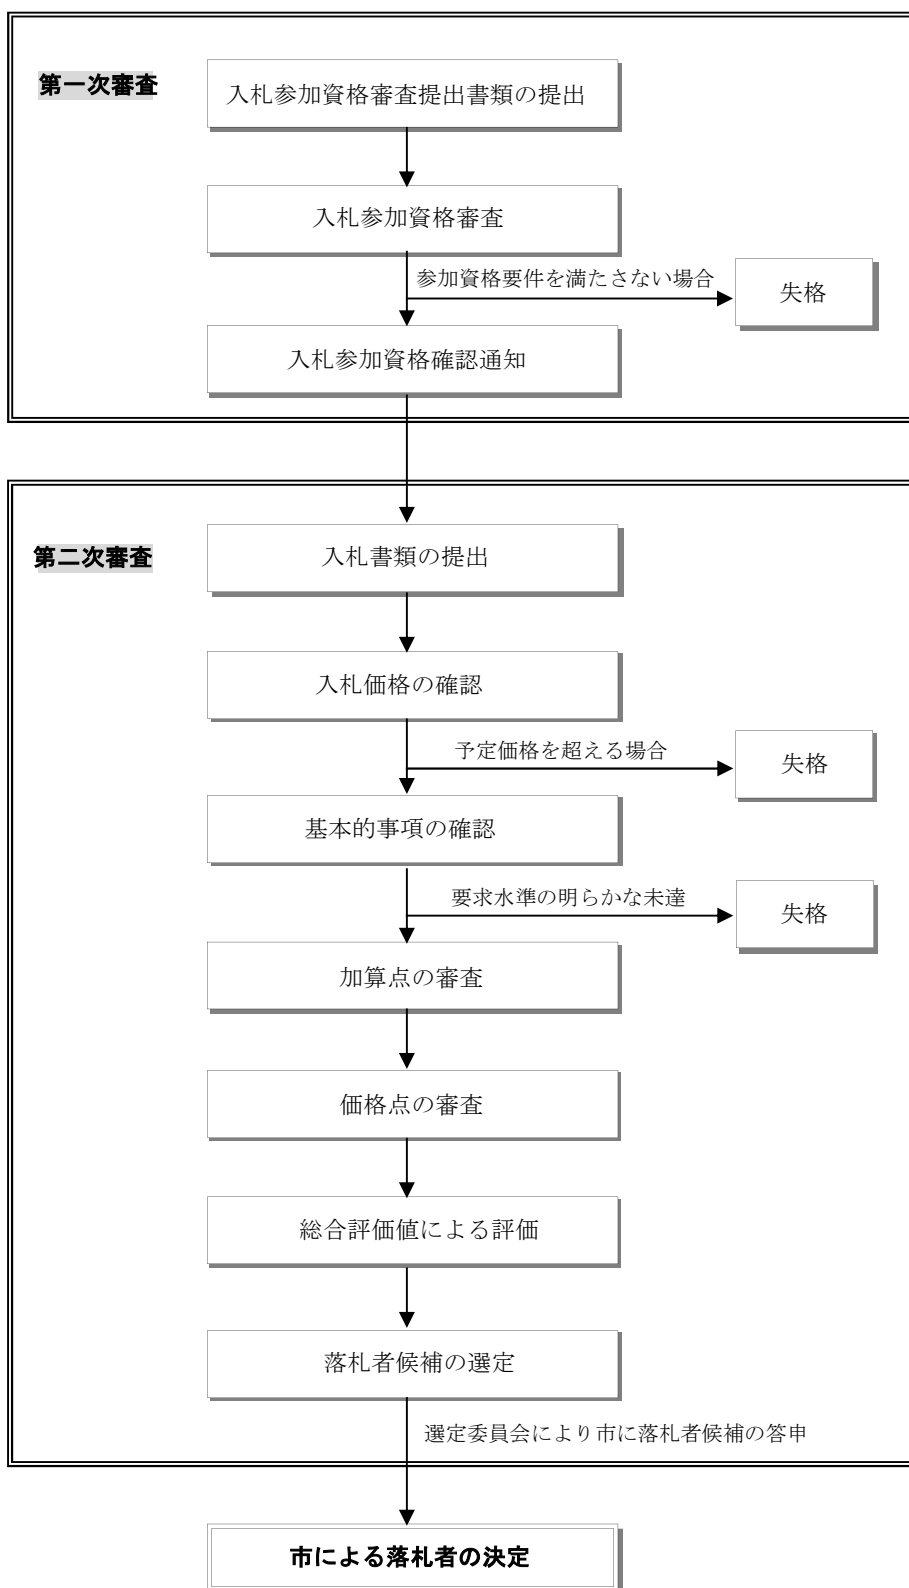 第一次審査
入札参加資格審査提出書類の提出
入札参加資格審査
参加資格要件を満たさない場合
失格
入札参加資格確認通知
第二次審査
入札書類の提出
入札価格の確認
予定価格を超える場合
失格
基本的事項の確認
要求水準の明らかな未達
失格
加算点の審査
価格点の審査
総合評価値による評価
落札者候補の選定
選定委員会により市に落札者候補の答申
市による落札者の決定